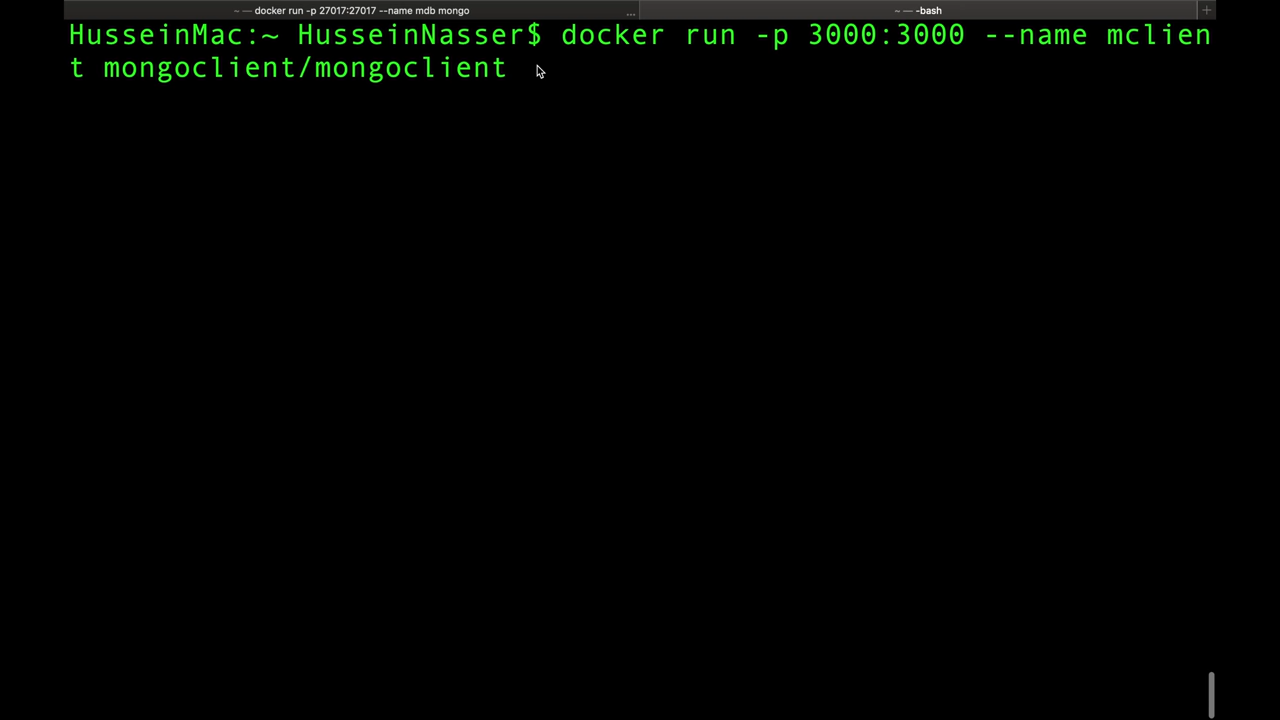 ~ — docker run -p 27017:27017 --name mdb mongo ... ~ — -bash +
HusseinMac:~ HusseinNasser$ docker run -p 3000:3000 --name mclien
t mongoclient/mongoclient